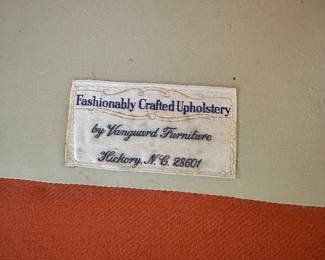 Fashionably Crafted Upholstery
by Vanguard Furniture
Hickory, N.C. 28601